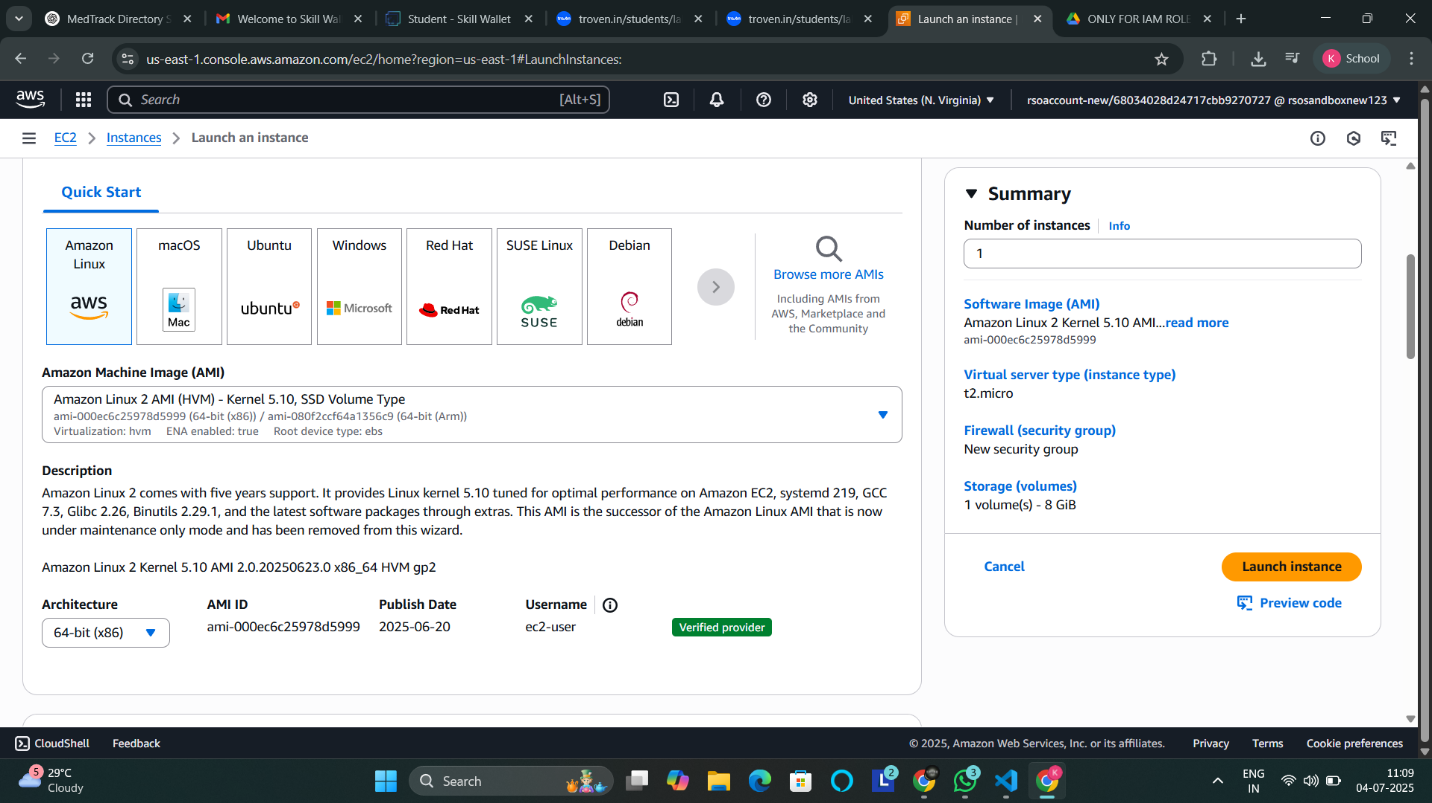 MedTrack Directory S
Welcome to Skill Wal
Student - Skill Wallet
troven.in/students/la
troven.in/students/la
Launch an instance |
ONLY FOR IAM ROLE
us-east-1.console.aws.amazon.com/ec2/home?region=us-east-1#LaunchInstances:
K School
aws
Search [Alt+S]
United States (N. Virginia) ▼
rsoaccount-new/68034028d24717cbb9270727 @ rsosandboxnew123 ▼
EC2 > Instances > Launch an instance
Quick Start
Amazon Linux
aws
macOS
Mac
Ubuntu
ubuntu
Windows
Microsoft
Red Hat
Red Hat
SUSE Linux
SUSE
Debian
debian
Browse more AMIs
Including AMIs from
AWS, Marketplace and
the Community
Amazon Machine Image (AMI)
Amazon Linux 2 AMI (HVM) - Kernel 5.10, SSD Volume Type
ami-000ec6c25978d5999 (64-bit (x86)) / ami-080f2ccf64a1356c9 (64-bit (Arm))
Virtualization: hvm ENA enabled: true Root device type: ebs
Description
Amazon Linux 2 comes with five years support. It provides Linux kernel 5.10 tuned for optimal performance on Amazon EC2, systemd 219, GCC
7.3, Glibc 2.26, Binutils 2.29.1, and the latest software packages through extras. This AMI is the successor of the Amazon Linux AMI that is now
under maintenance only mode and has been removed from this wizard.
Amazon Linux 2 Kernel 5.10 AMI 2.0.20250623.0 x86_64 HVM gp2
Architecture AMI ID Publish Date Username
64-bit (x86) ami-000ec6c25978d5999 2025-06-20 ec2-user Verified provider
Summary
Number of instances Info
1
Software Image (AMI)
Amazon Linux 2 Kernel 5.10 AMI...read more
ami-000ec6c25978d5999
Virtual server type (instance type)
t2.micro
Firewall (security group)
New security group
Storage (volumes)
1 volume(s) - 8 GiB
Cancel Launch instance
Preview code
CloudShell Feedback © 2025, Amazon Web Services, Inc. or its affiliates. Privacy Terms Cookie preferences
5
29°C
Cloudy
Search
L
2
3
K
ENG
IN
11:09
04-07-2025